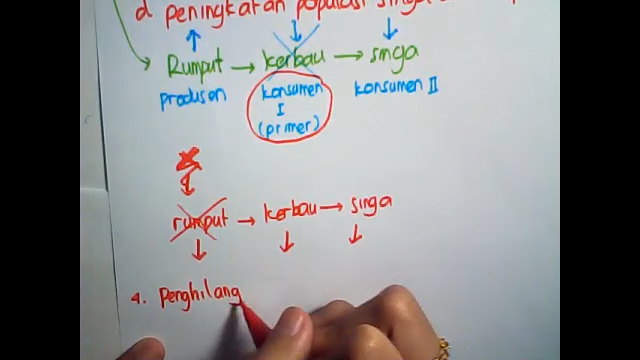 d. peningkatan populasi singa
Rumput → kerbau → singa
produsen konsumen I (primer) konsumen II
rumput → kerbau → singa
4. Penghilang